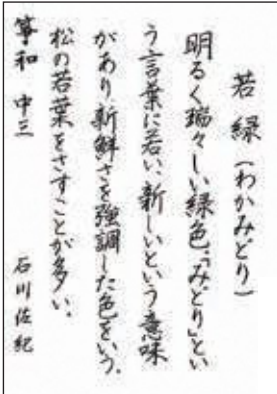 若緑(わかみどり)
明るく瑞々しい緑色。「みどり」とい
う言葉に若い、新しいという意味
があり新鮮さを強調した色をいう。
松の若葉をさすことが多い。
箏和 中三 石川佐紀